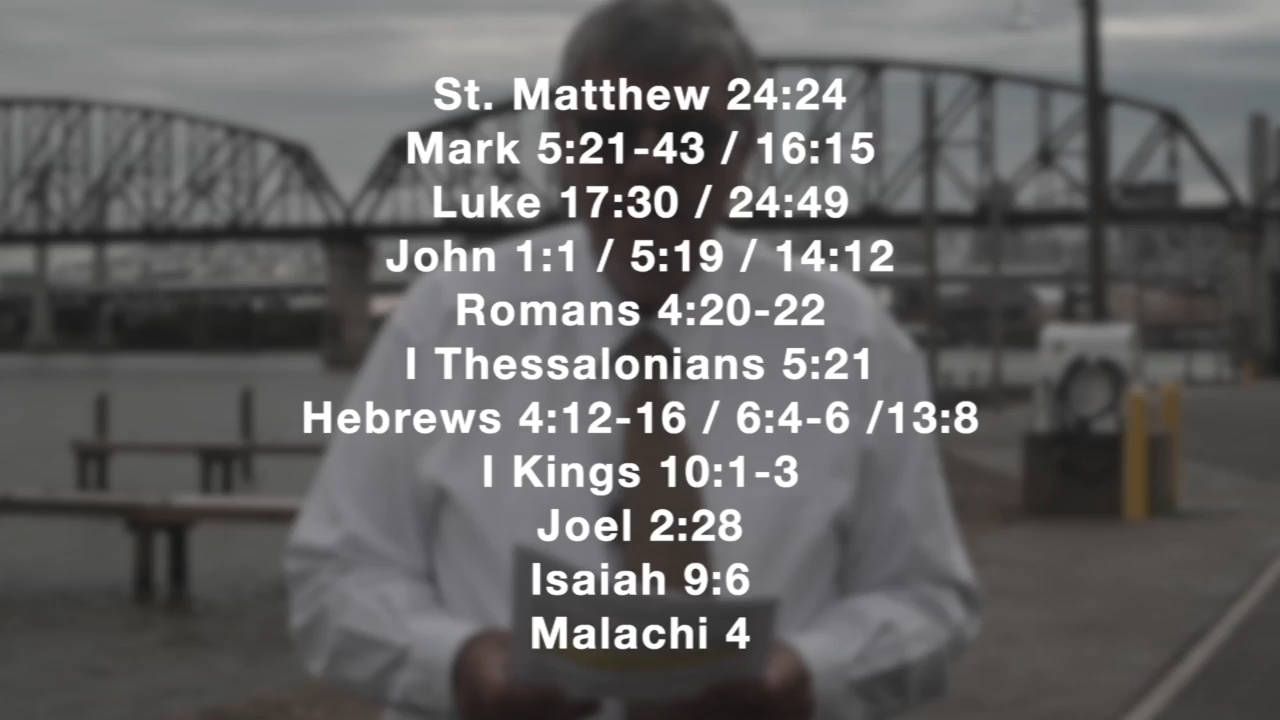 St. Matthew 24:24
Mark 5:21-43 / 16:15
Luke 17:30 / 24:49
John 1:1 / 5:19 / 14:12
Romans 4:20-22
I Thessalonians 5:21
Hebrews 4:12-16 / 6:4-6 /13:8
I Kings 10:1-3
Joel 2:28
Isaiah 9:6
Malachi 4